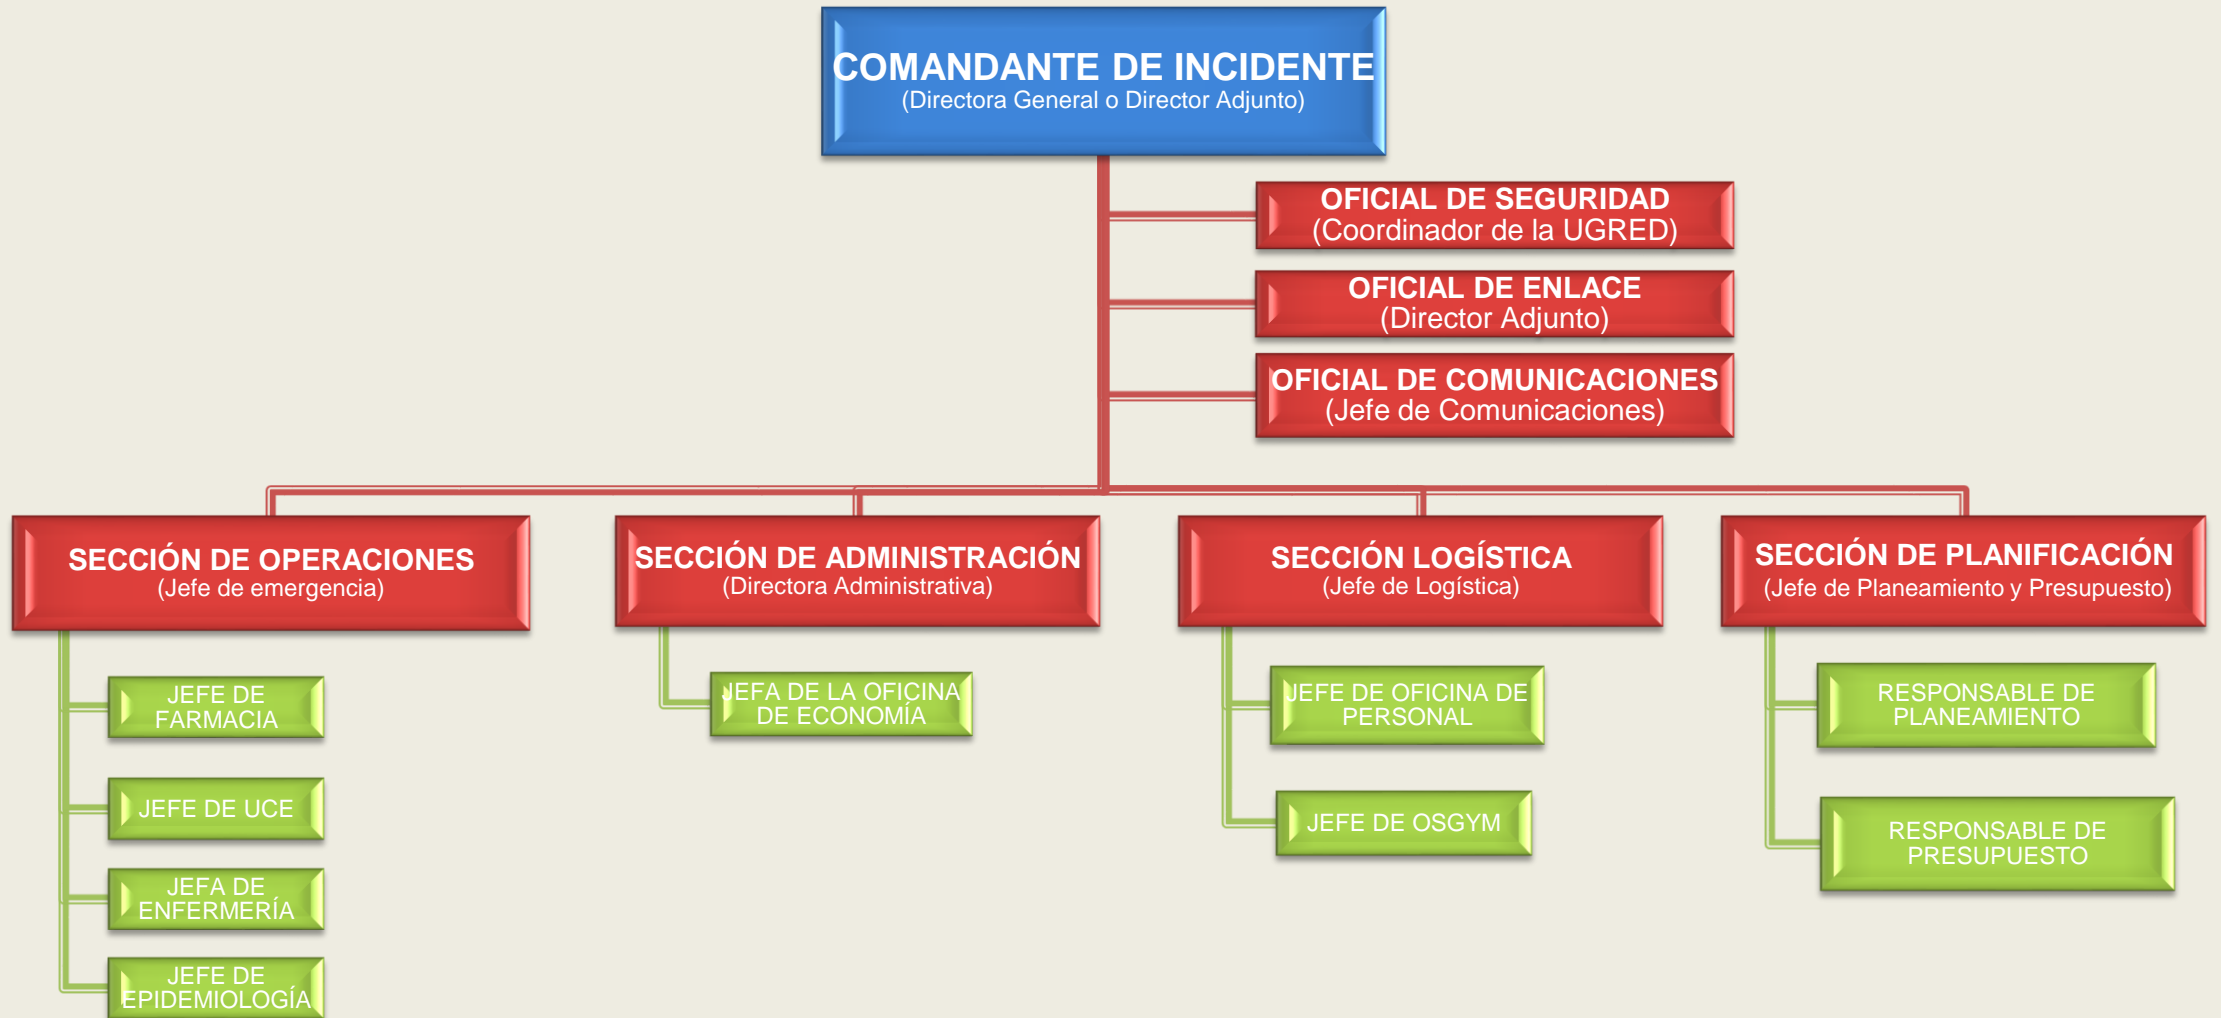 COMANDANTE DE INCIDENTE
(Directora General o Director Adjunto)
OFICIAL DE SEGURIDAD
(Coordinador de la UGRED)
OFICIAL DE ENLACE
(Director Adjunto)
OFICIAL DE COMUNICACIONES
(Jefe de Comunicaciones)
SECCIÓN DE OPERACIONES
(Jefe de emergencia)
SECCIÓN DE ADMINISTRACIÓN
(Directora Administrativa)
SECCIÓN LOGÍSTICA
(Jefe de Logística)
SECCIÓN DE PLANIFICACIÓN
(Jefe de Planeamiento y Presupuesto)
JEFE DE
FARMACIA
JEFE DE UCE
JEFA DE
ENFERMERÍA
JEFE DE
EPIDEMIOLOGÍA
JEFA DE LA OFICINA
DE ECONOMÍA
JEFE DE OFICINA DE
PERSONAL
JEFE DE OSGYM
RESPONSABLE DE
PLANEAMIENTO
RESPONSABLE DE
PRESUPUESTO